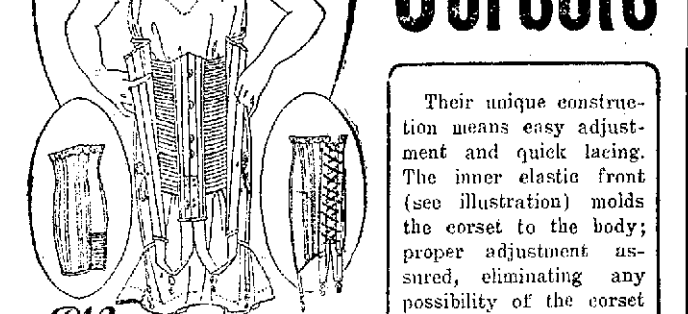 Corsets
Their unique construc-
tion means easy adjust-
ment and quick lacing.
The inner elastic front
(see illustration) molds
the corset to the body;
proper adjustment as-
sured, eliminating any
possibility of the corset